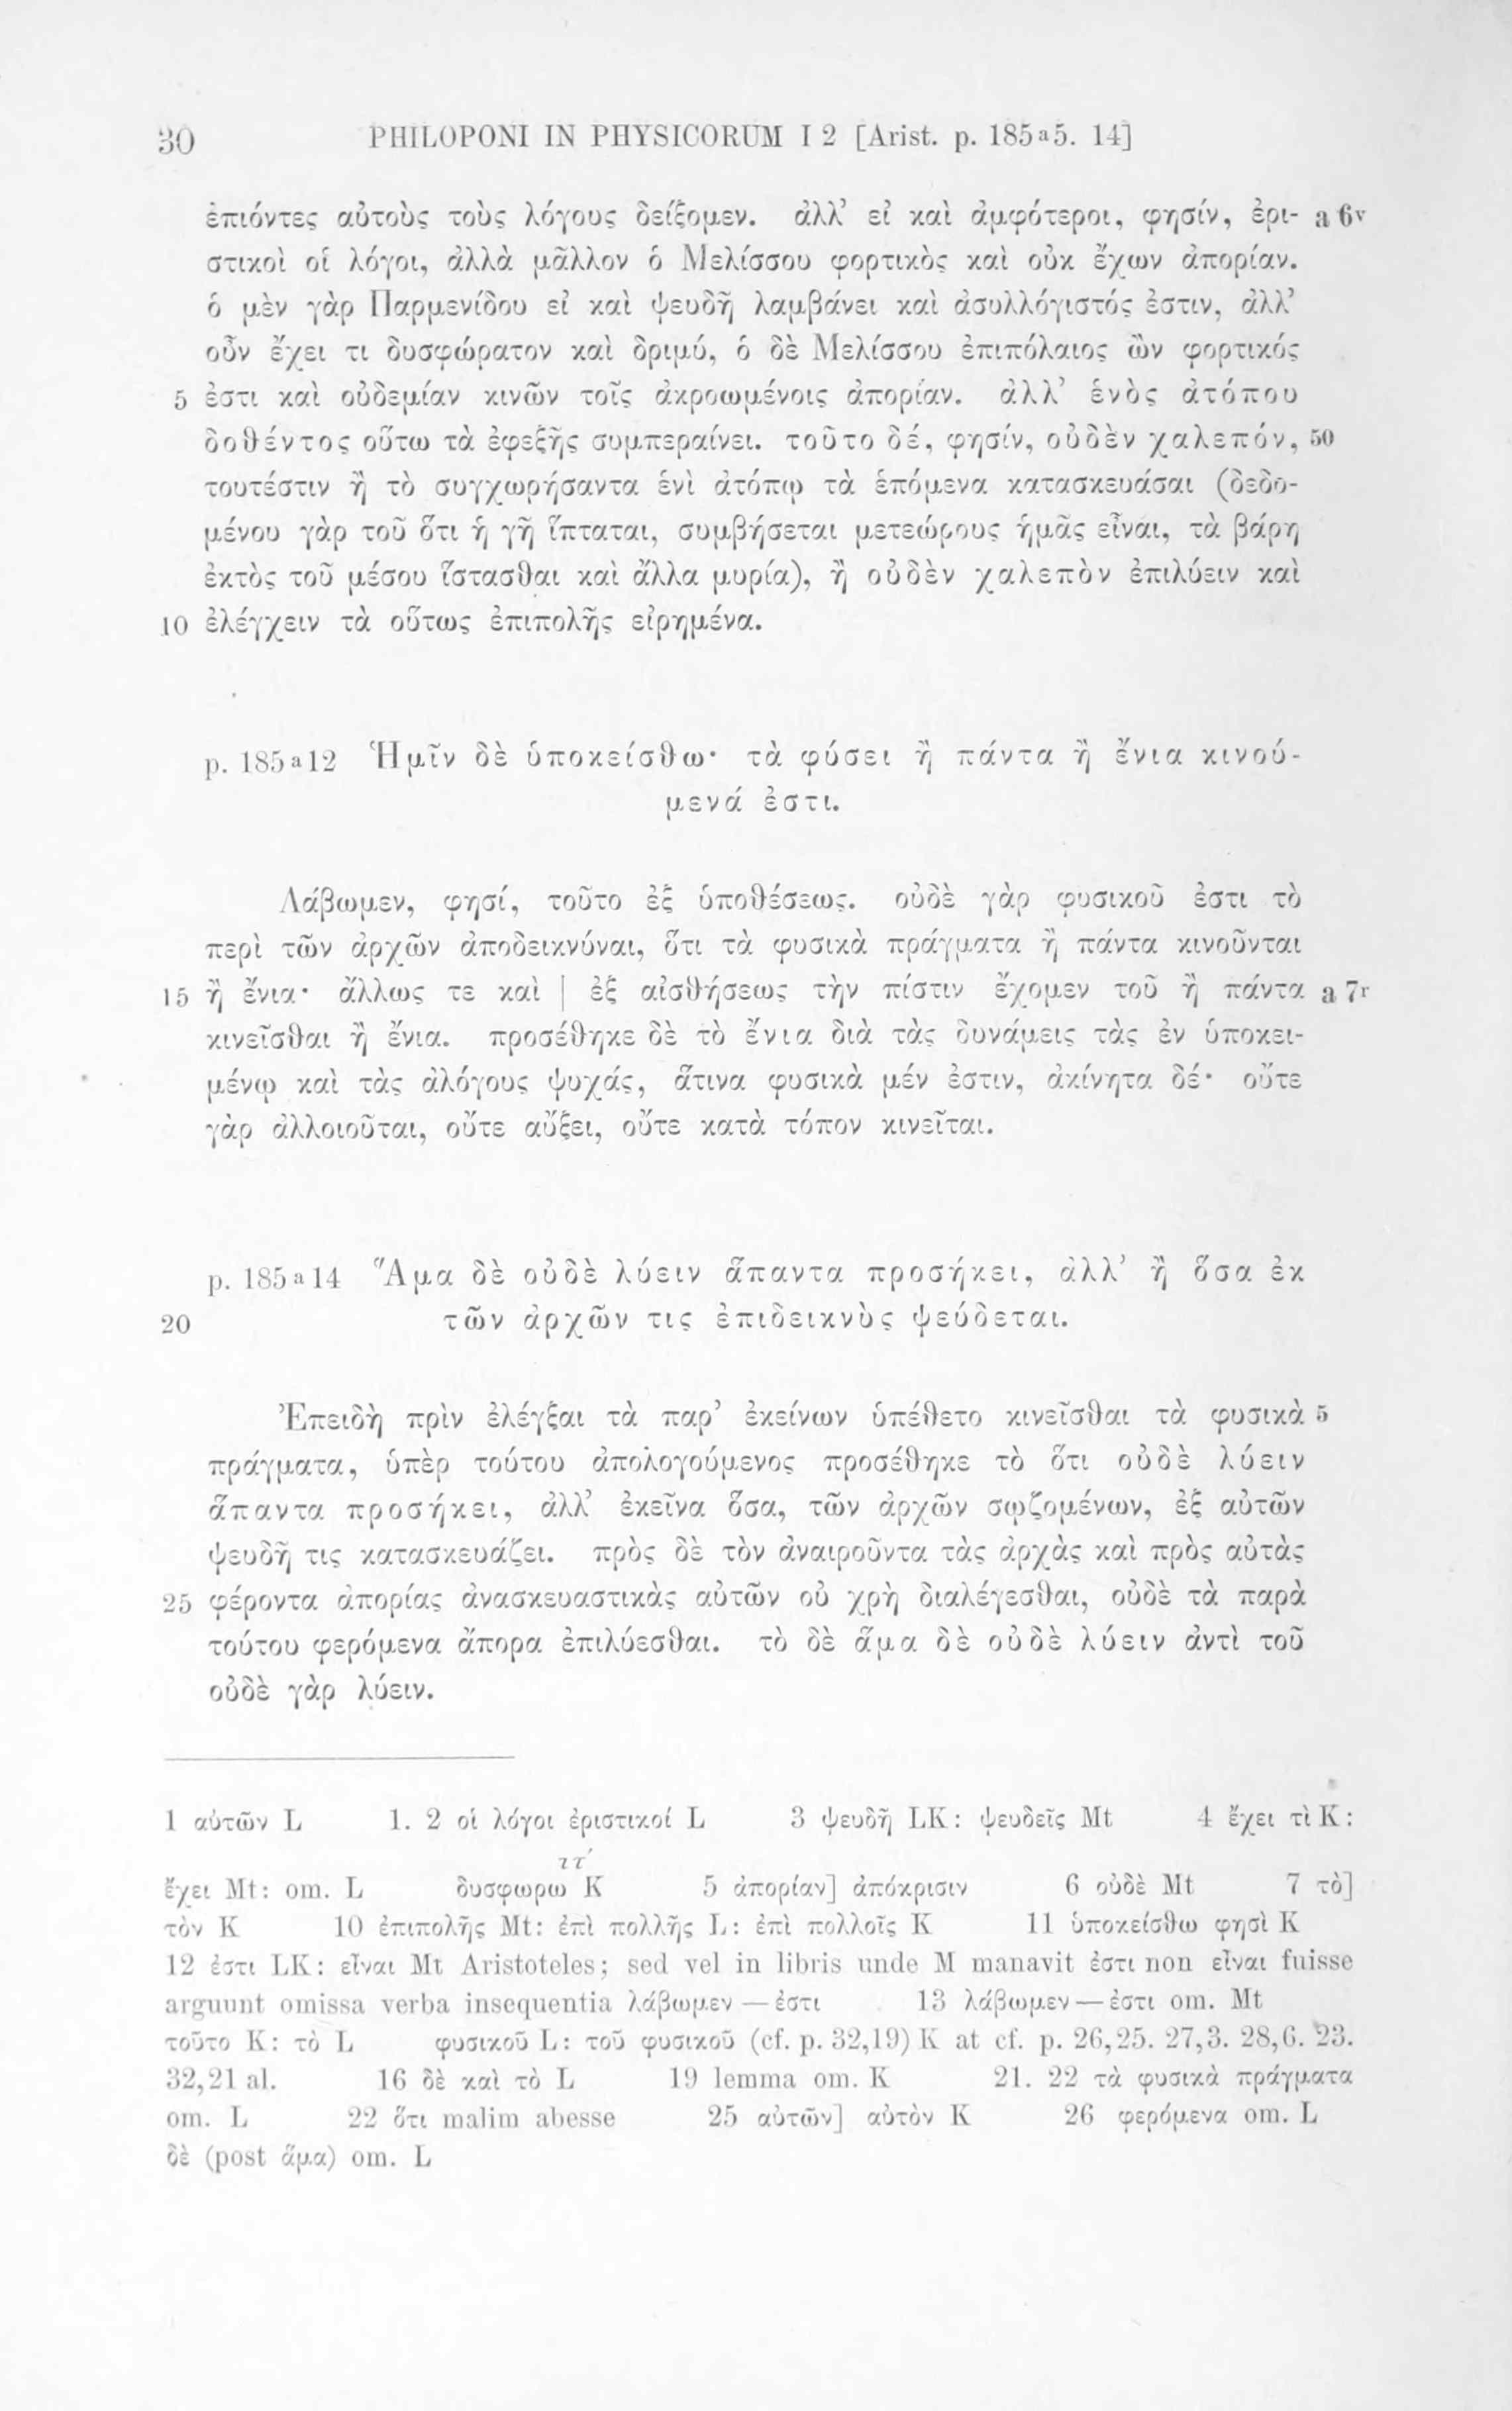 30 PHILOPONI IN PHYSICORUM I 2 [Arist. p. 185a5. 14]
ἐπιόντες αὐτοὺς τοὺς λόγους δείξομεν. ἀλλ’ εἰ καὶ ἀμφότεροι, φησίν, ἐρι- a 6v
στικοὶ οἱ λόγοι, ἀλλὰ μᾶλλον ὁ Μελίσσου φορτικὸς καὶ οὐκ ἔχων ἀπορίαν.
ὁ μὲν γὰρ Παρμενίδου εἰ καὶ ψευδῆ λαμβάνει καὶ ἀσυλλόγιστός ἐστιν, ἀλλ’
οὖν ἔχει τι δυσφώρατον καὶ δριμύ, ὁ δὲ Μελίσσου ἐπιπόλαιος ὢν φορτικός
5 ἐστι καὶ οὐδεμίαν κινῶν τοῖς ἀκροωμένοις ἀπορίαν. ἀλλ’ ἑνὸς ἀτόπου
δοθέντος οὕτω τὰ ἐφεξῆς συμπεραίνει. τοῦτο δέ, φησίν, οὐδὲν χαλεπόν, 50
τουτέστιν ἢ τὸ συγχωρήσαντα ἑνὶ ἀτόπῳ τὰ ἑπόμενα κατασκευάσαι (δεδο-
μένου γὰρ τοῦ ὅτι ἡ γῆ ἵπταται, συμβήσεται μετεώρους ἡμᾶς εἶναι, τὰ βάρη
ἐκτὸς τοῦ μέσου ἵστασθαι καὶ ἄλλα μυρία), ἢ οὐδὲν χαλεπὸν ἐπιλύειν καὶ
10 ἐλέγχειν τὰ οὕτως ἐπιπολῆς εἰρημένα.
p. 185a12 Ἡμῖν δὲ ὑποκείσθω· τὰ φύσει ἢ πάντα ἢ ἔνια κινού-
μενά ἐστι.
Λάβωμεν, φησί, τοῦτο ἐξ ὑποθέσεως. οὐδὲ γὰρ φυσικοῦ ἐστι τὸ
περὶ τῶν ἀρχῶν ἀποδεικνύναι, ὅτι τὰ φυσικὰ πράγματα ἢ πάντα κινοῦνται
15 ἢ ἔνια· ἄλλως τε καὶ | ἐξ αἰσθήσεως τὴν πίστιν ἔχομεν τοῦ ἢ πάντα a 7r
κινεῖσθαι ἢ ἔνια. προσέθηκε δὲ τὸ ἔνια διὰ τὰς δυνάμεις τὰς ἐν ὑποκει-
μένῳ καὶ τὰς ἀλόγους ψυχάς, ἅτινα φυσικὰ μέν ἐστιν, ἀκίνητα δέ· οὔτε
γὰρ ἀλλοιοῦται, οὔτε αὔξει, οὔτε κατὰ τόπον κινεῖται.
p. 185a14 Ἅμα δὲ οὐδὲ λύειν ἅπαντα προσήκει, ἀλλ’ ἢ ὅσα ἐκ
20 τῶν ἀρχῶν τις ἐπιδεικνὺς ψεύδεται.
Ἐπειδὴ πρὶν ἐλέγξαι τὰ παρ’ ἐκείνων ὑπέθετο κινεῖσθαι τὰ φυσικὰ 5
πράγματα, ὑπὲρ τούτου ἀπολογούμενος προσέθηκε τὸ ὅτι οὐδὲ λύειν
ἅπαντα προσήκει, ἀλλ’ ἐκεῖνα ὅσα, τῶν ἀρχῶν σῳζομένων, ἐξ αὐτῶν
ψευδῆ τις κατασκευάζει. πρὸς δὲ τὸν ἀναιροῦντα τὰς ἀρχὰς καὶ πρὸς αὐτὰς
25 φέροντα ἀπορίας ἀνασκευαστικὰς αὐτῶν οὐ χρὴ διαλέγεσθαι, οὐδὲ τὰ παρὰ
τούτου φερόμενα ἄπορα ἐπιλύεσθαι. τὸ δὲ ἅμα δὲ οὐδὲ λύειν ἀντὶ τοῦ
οὐδὲ γὰρ λύειν.
1 αὐτῶν L 1. 2 οἱ λόγοι ἐριστικοί L 3 ψευδῆ LK: ψευδεῖς Mt 4 ἔχει τὶ K:
ἔχει Mt: om. L δυσφωρω K 5 ἀπορίαν] ἀπόκρισιν 6 οὐδὲ Mt 7 τὸ]
τὸν K 10 ἐπιπολῆς Mt: ἐπὶ πολλῆς L: ἐπὶ πολλοῖς K 11 ὑποκείσθω φησὶ K
12 ἐστι LK: εἶναι Mt Aristoteles; sed vel in libris unde M manavit ἐστι non εἶναι fuisse
arguunt omissa verba insequentia λάβωμεν — ἐστι 13 λάβωμεν — ἐστι om. Mt
τοῦτο K: τὸ L φυσικοῦ L: τοῦ φυσικοῦ (cf. p. 32,19) K at cf. p. 26,25. 27,3. 28,6. 23.
32,21 al. 16 δὲ καὶ τὸ L 19 lemma om. K 21. 22 τὰ φυσικὰ πράγματα
om. L 22 ὅτι malim abesse 25 αὐτῶν] αὐτὸν K 26 φερόμενα om. L
δὲ (post ἅμα) om. L